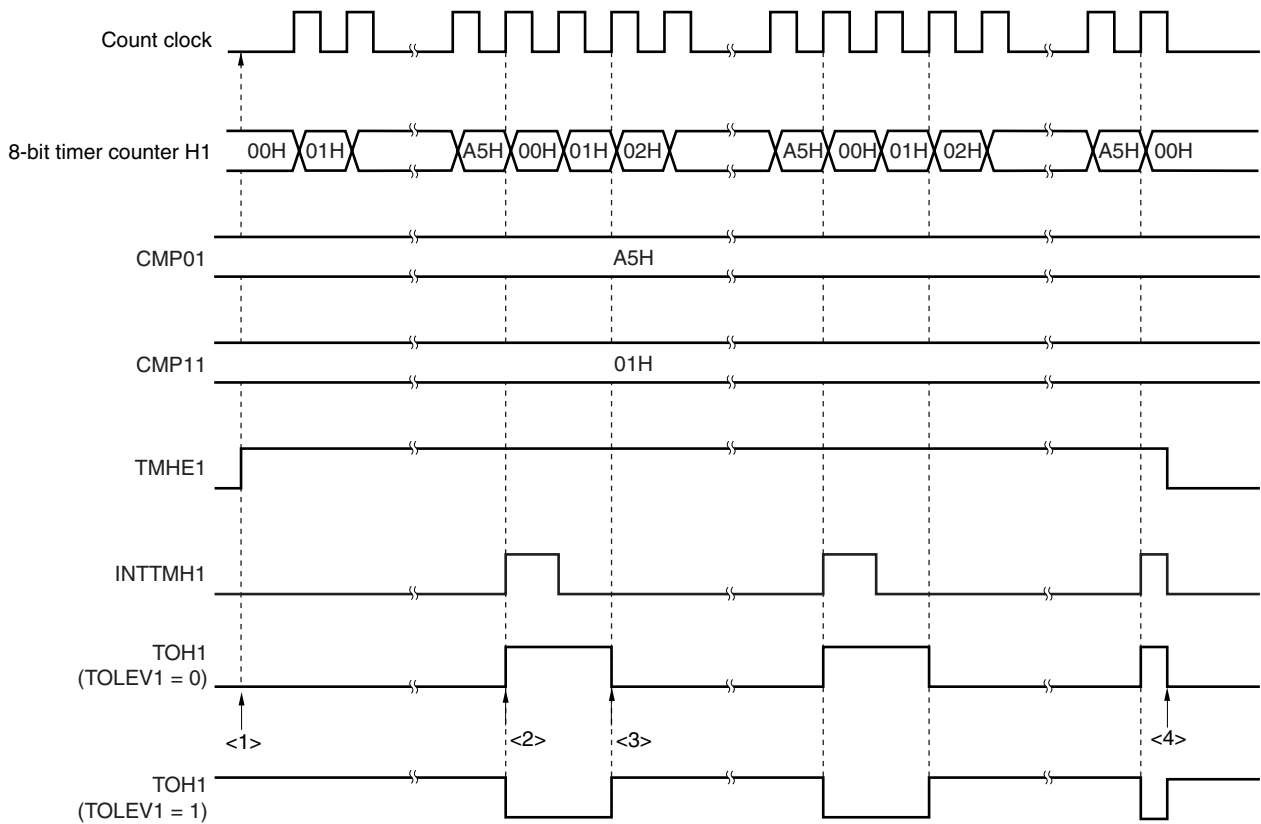 Count clock
8-bit timer counter H1
00H 01H A5H 00H 01H 02H A5H 00H 01H 02H A5H 00H
CMP01
A5H
CMP11
01H
TMHE1
INTTMH1
TOH1
(TOLEV1 = 0)
<1> <2> <3> <4>
TOH1
(TOLEV1 = 1)